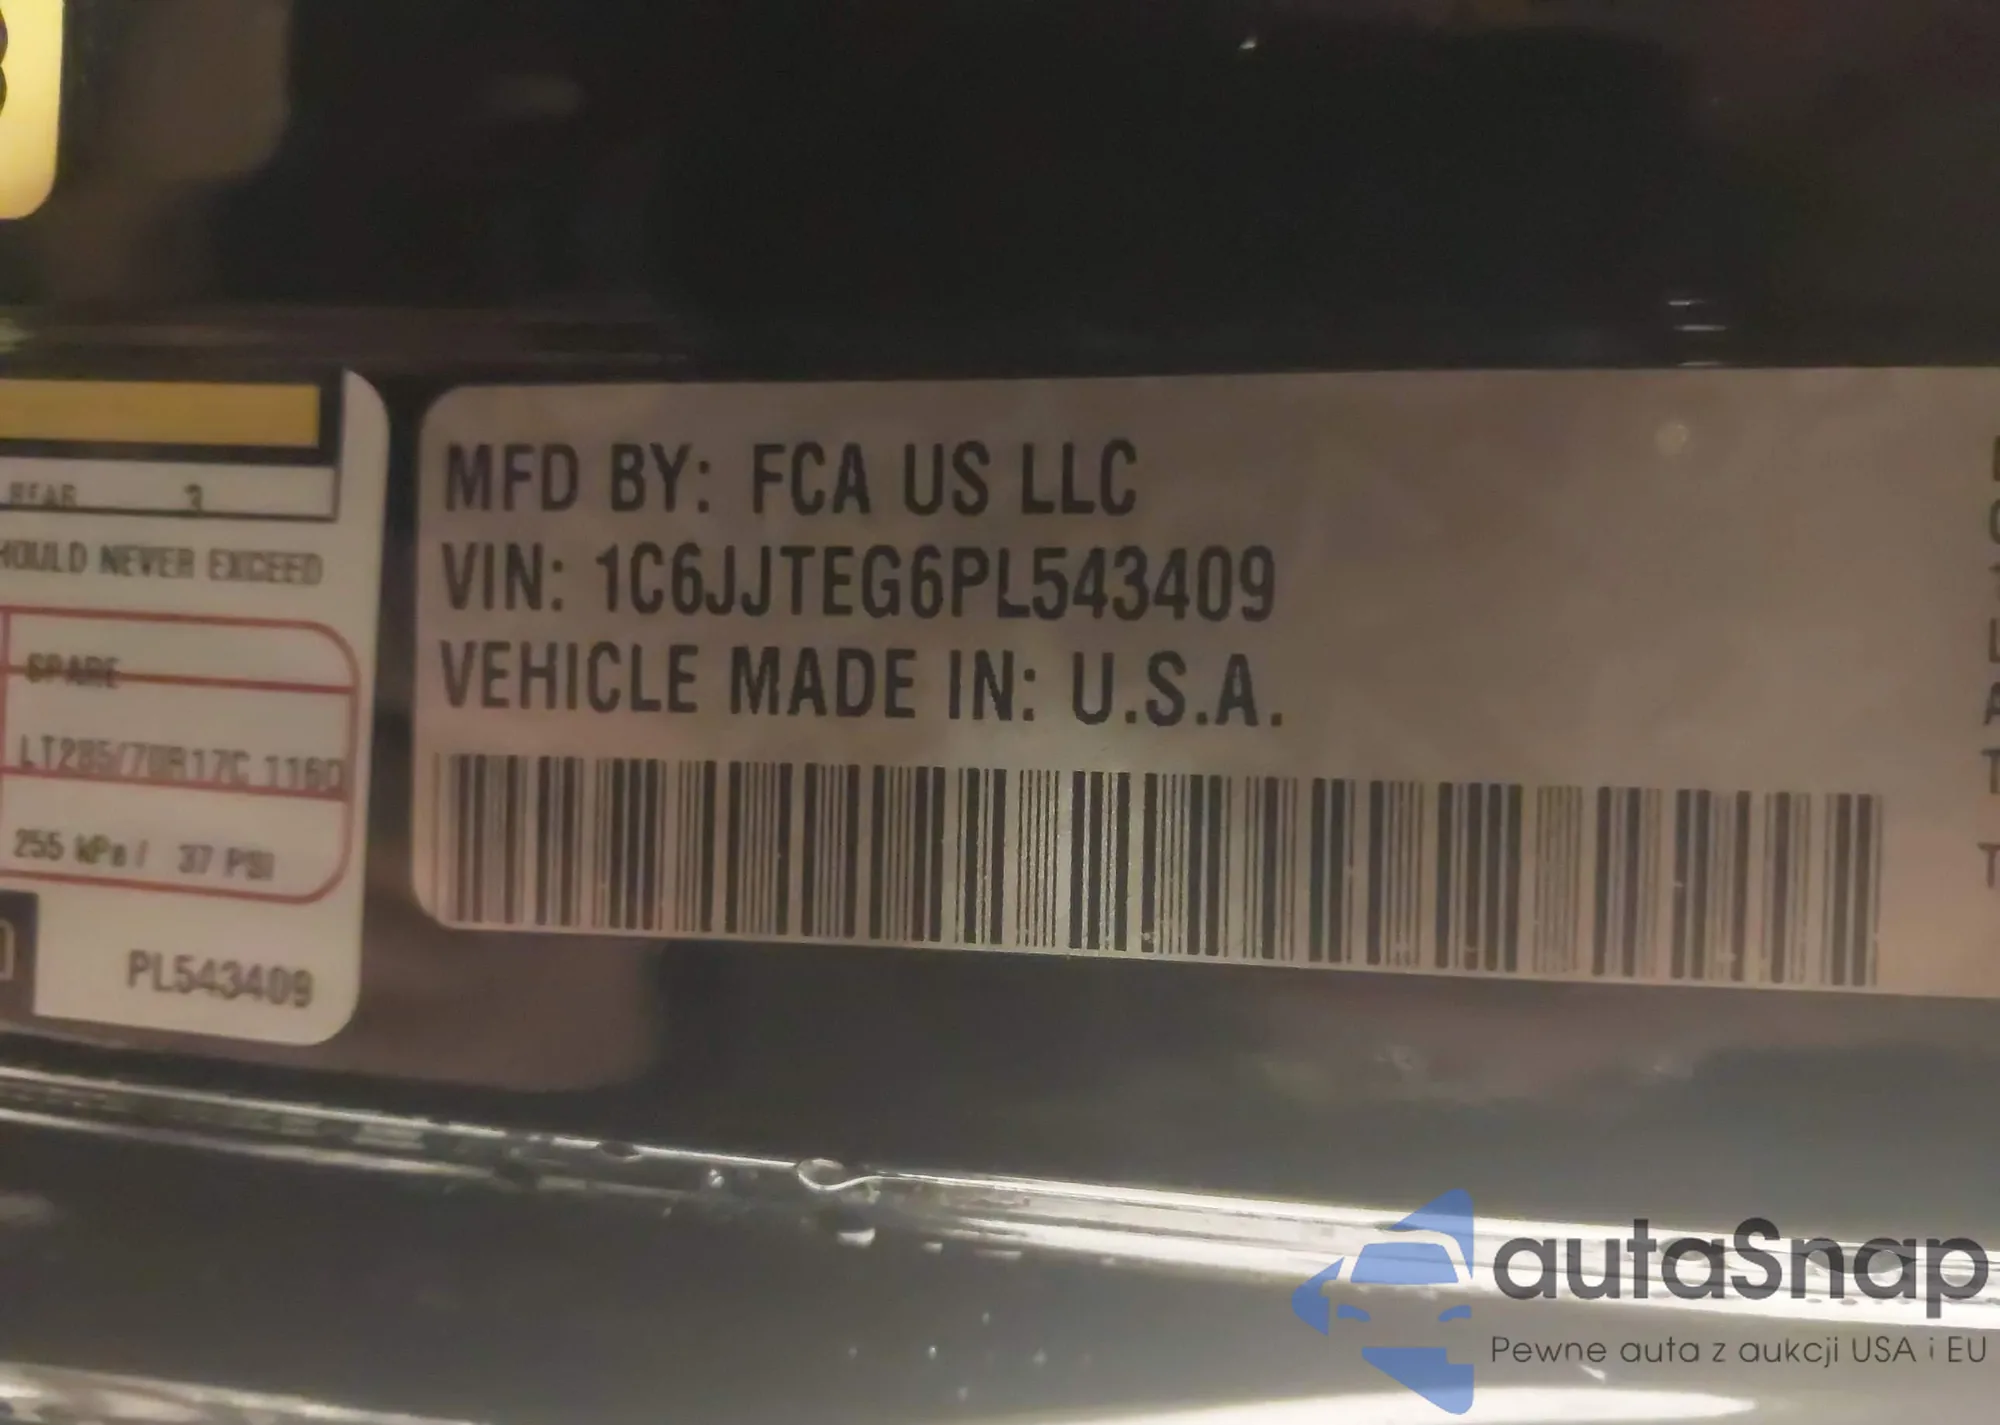 REAR 3
HOULD NEVER EXCEED
SPARE
LT285/70R17C 116Q
255 kPa / 37 PSI
PL543409
MFD BY: FCA US LLC
VIN: 1C6JJTEG6PL543409
VEHICLE MADE IN: U.S.A.
autaSnap
Pewne auta z aukcji USA i EU